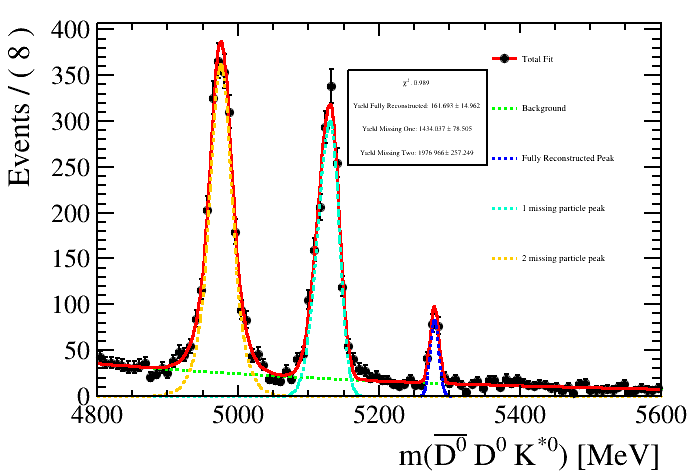 Events / ( 8 )
400
350
300
250
200
150
100
50
0
4800 5000 5200 5400 5600
m(D⁰ D⁰ K*⁰) [MeV]
χ² : 0.989
Yield Fully Reconstructed: 161.693 ± 14.962
Yield Missing One: 1434.037 ± 78.505
Yield Missing Two: 1976.966 ± 257.249
Total Fit
Background
Fully Reconstructed Peak
1 missing particle peak
2 missing particle peak